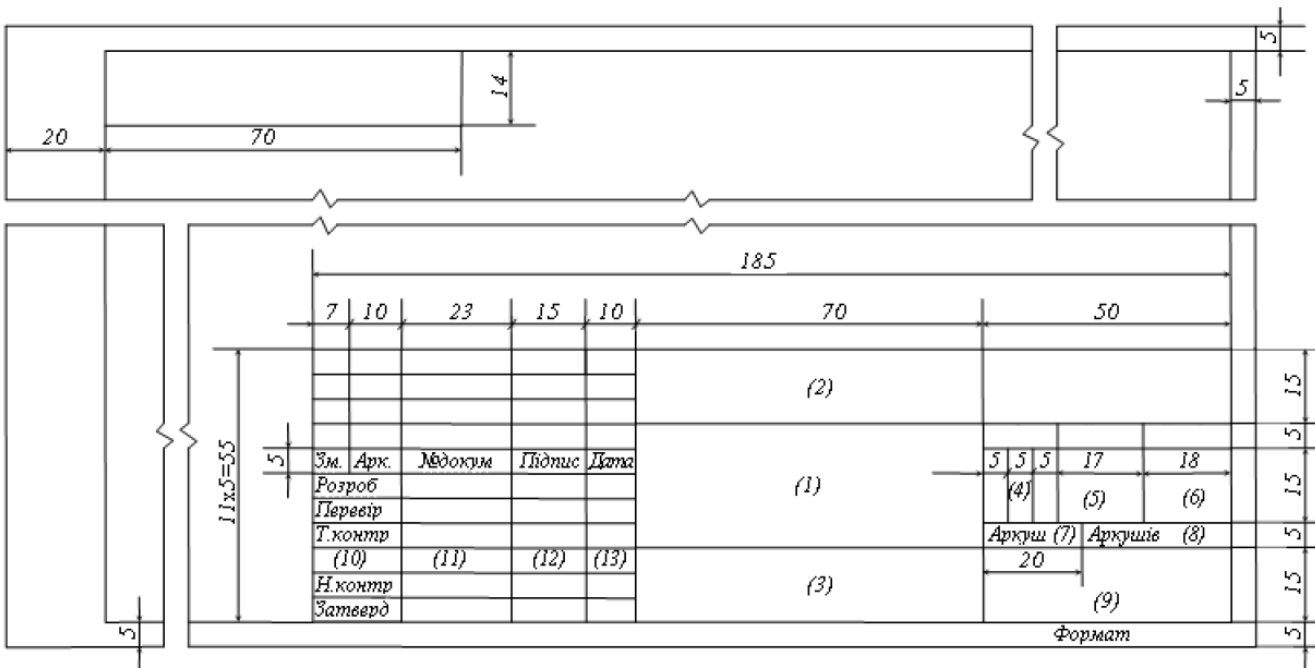 5
14
5
20 70
185
7 10 23 15 10 70 50
(2) 15
5
5 Зм. Арк. №докум Підпис Дата 5 5 5 17 18
11х5=55 Розроб (1) (4) (5) (6) 15
Перевір
Т.контр Аркуш (7) Аркушів (8) 5
(10) (11) (12) (13) 20
Н.контр (3) 15
Затверд (9)
5 Формат 5